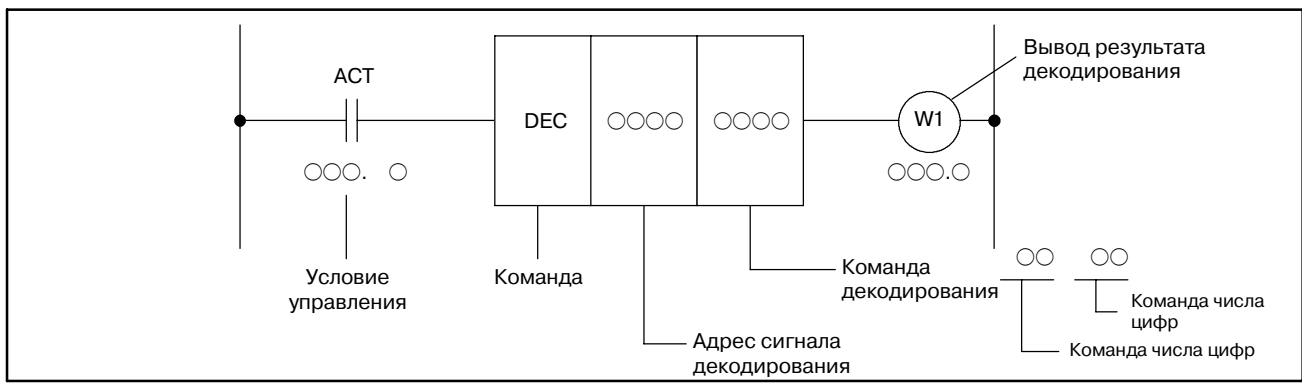 Вывод результата
декодирования
ACT
DEC
○○○○
○○○○
W1
○○○. ○
○○○.○
Условие
управления
Команда
Команда
декодирования
○○ ○○
Команда числа
цифр
Команда числа цифр
Адрес сигнала
декодирования